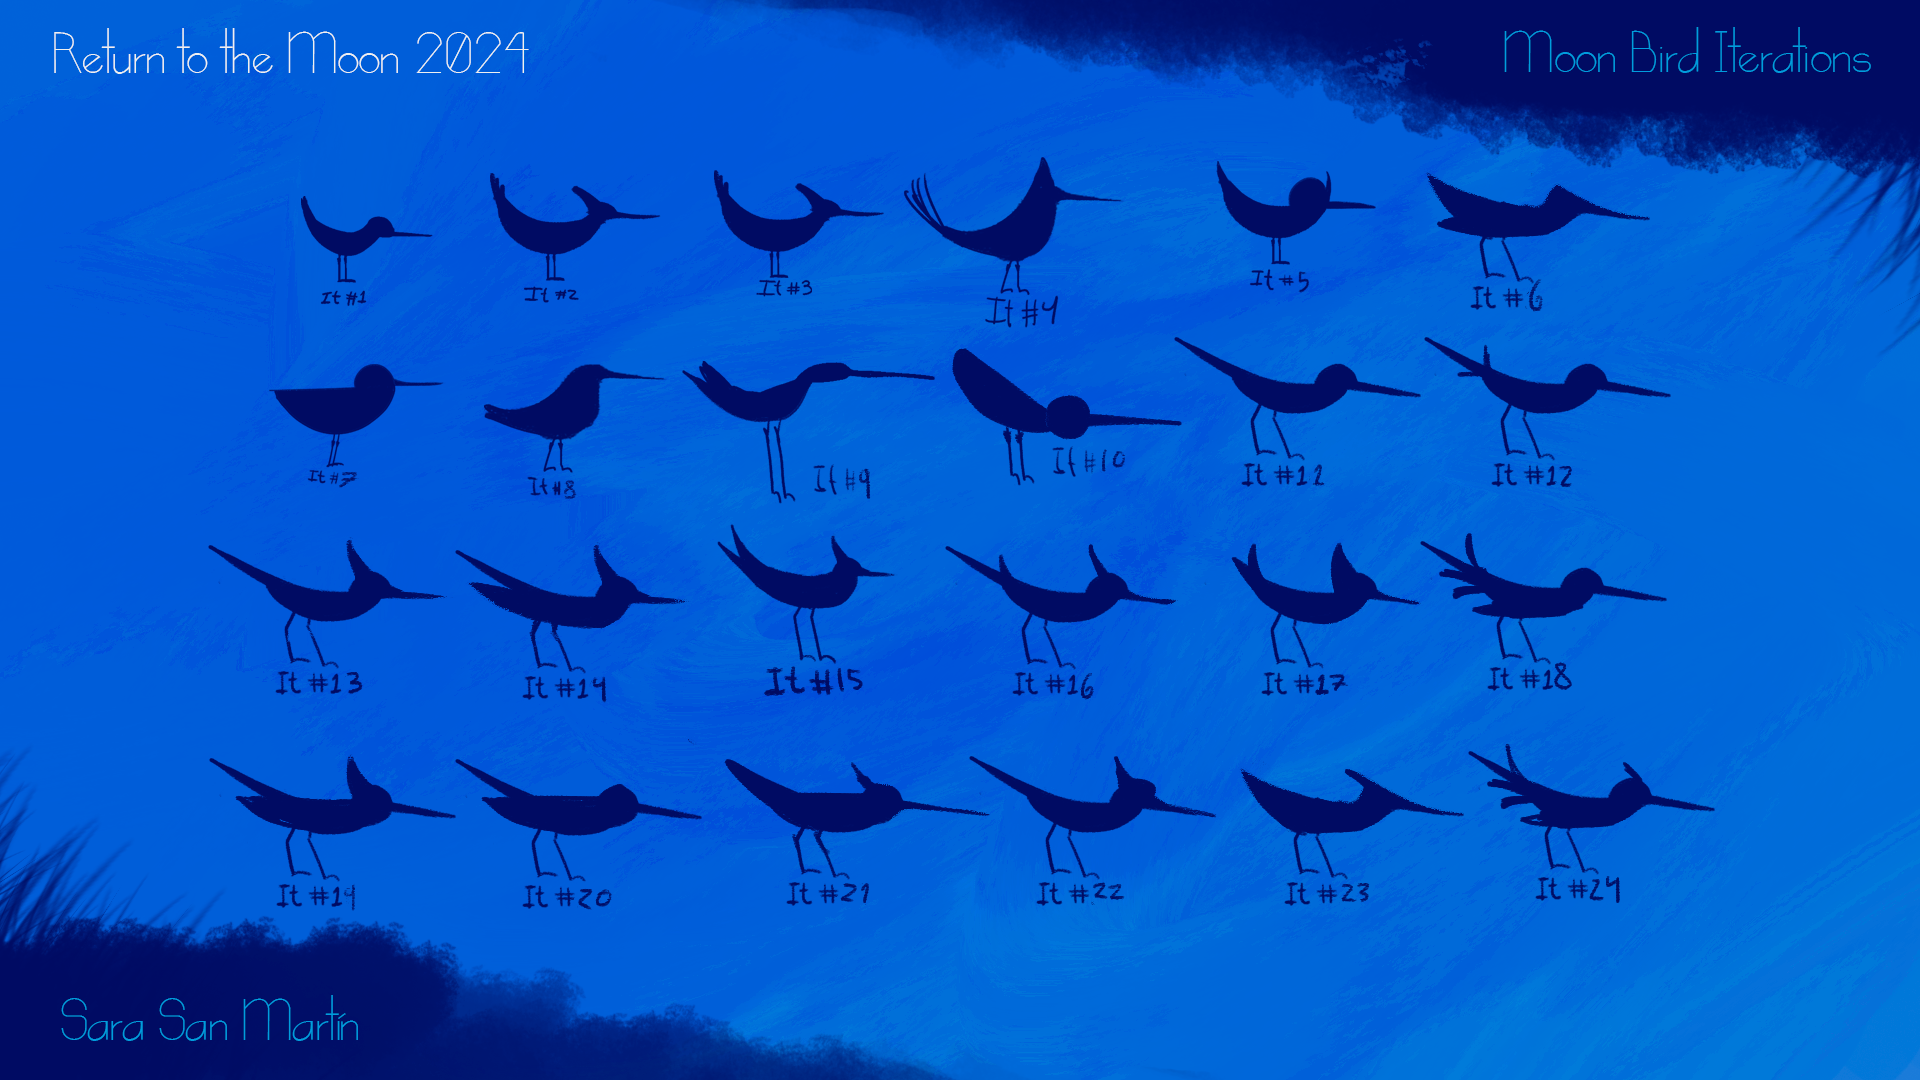 Return to the Moon 2024
Moon Bird Iterations
It #1
It #2
It #3
It #4
It #5
It #6
It #7
It #8
It #9
It #10
It #11
It #12
It #13
It #14
It #15
It #16
It #17
It #18
It #19
It #20
It #21
It #22
It #23
It #24
Sara San Martín